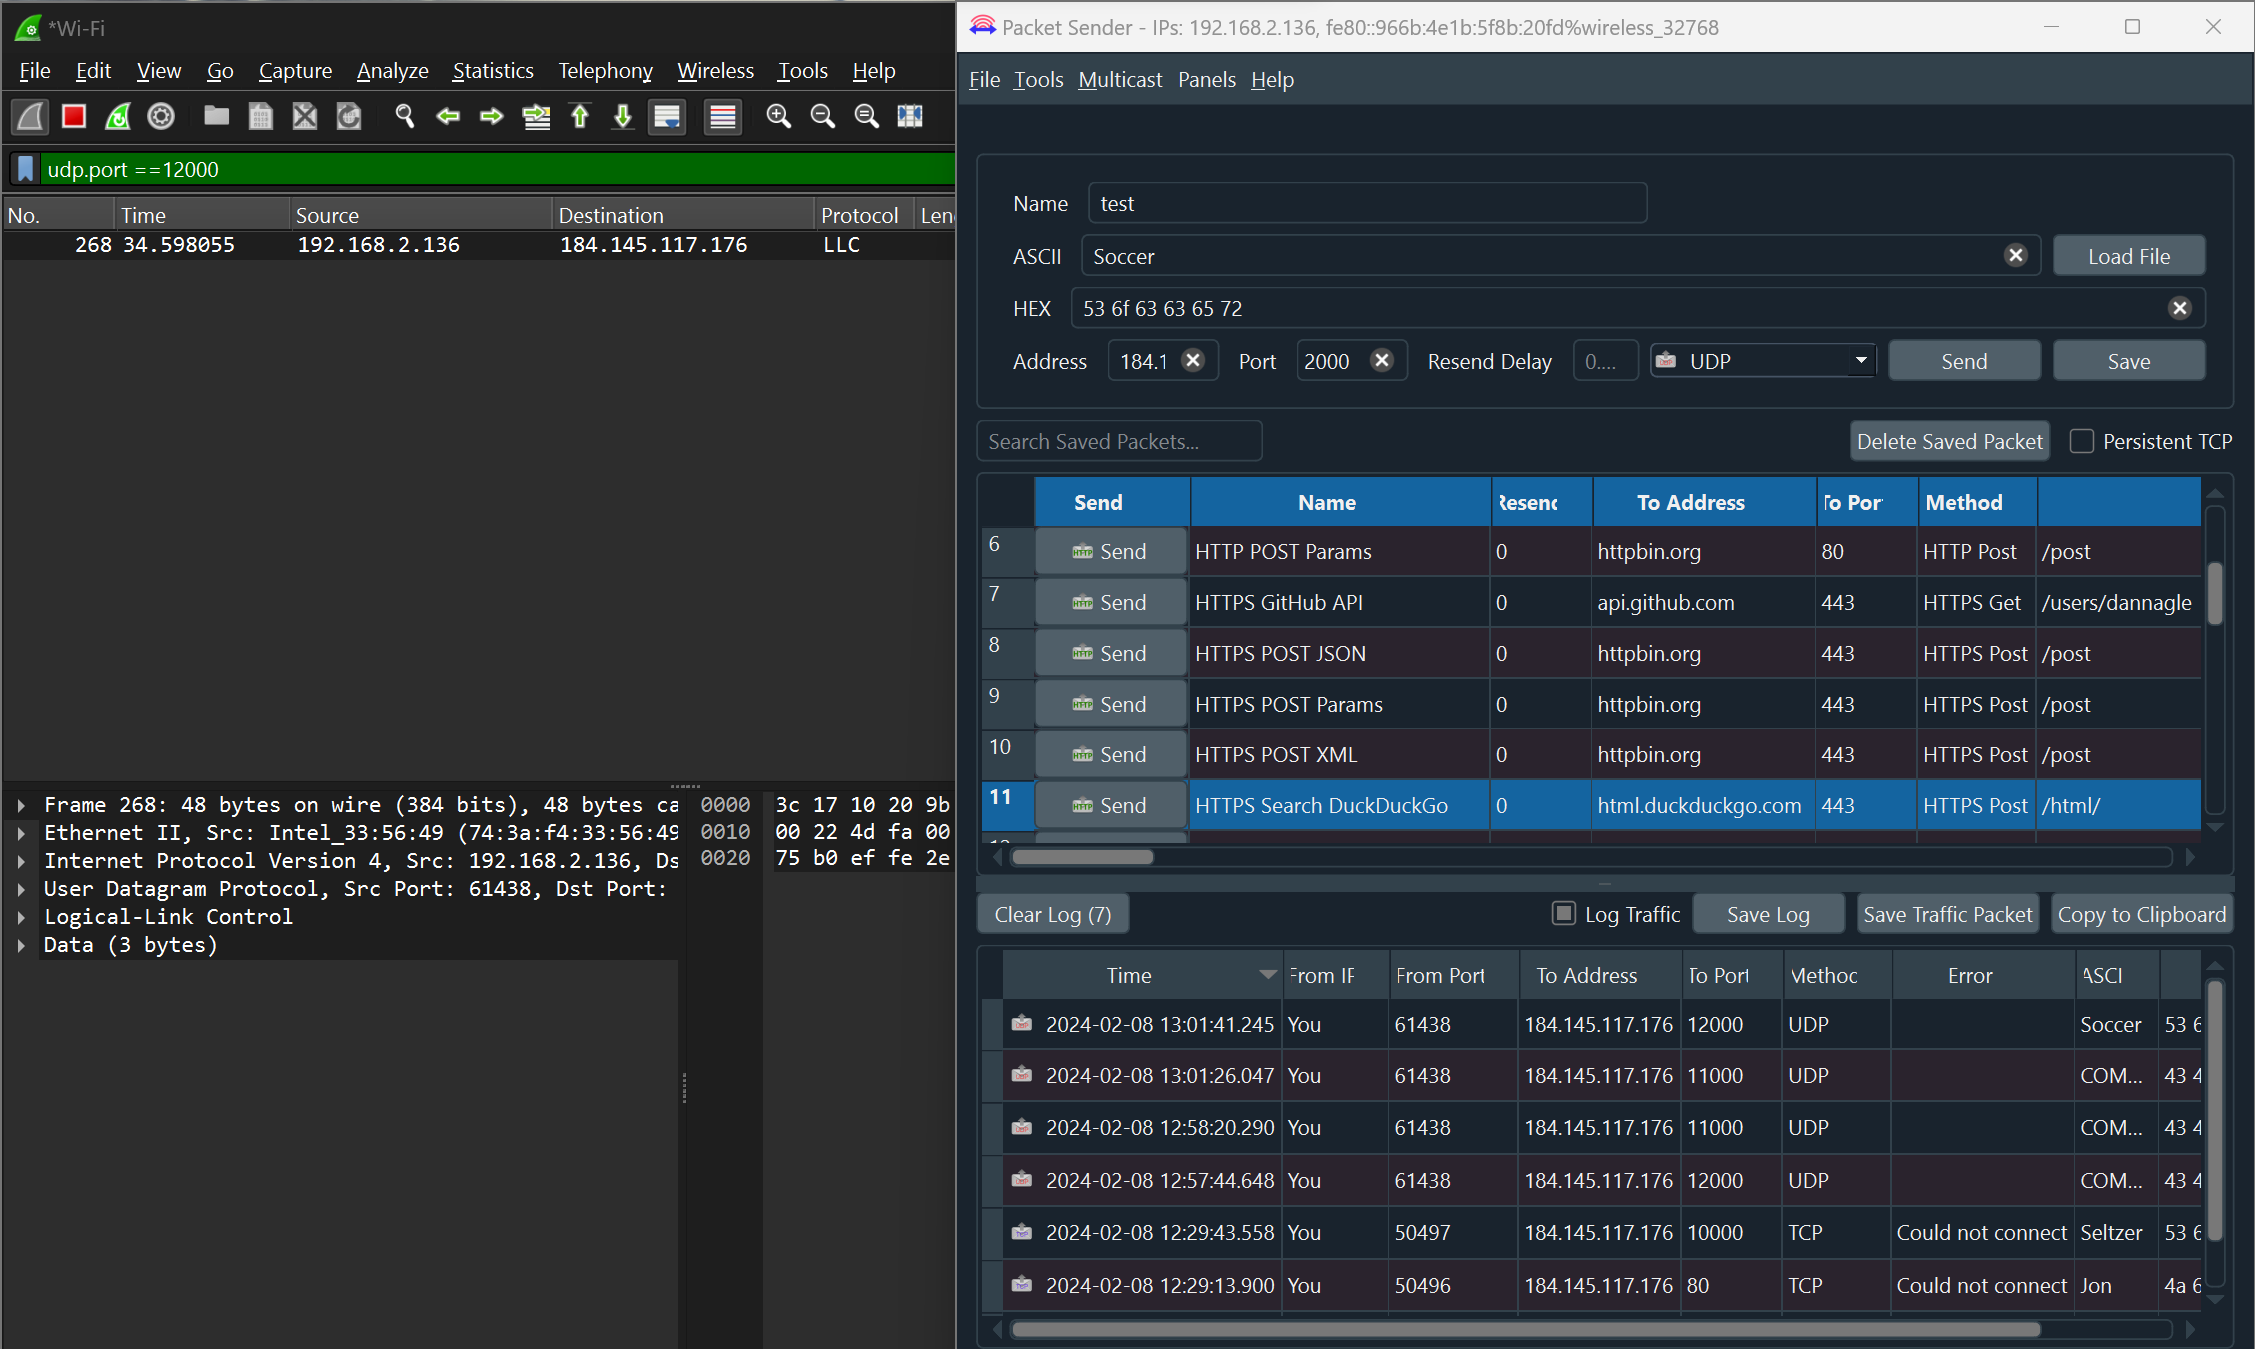 *Wi-Fi
File Edit View Go Capture Analyze Statistics Telephony Wireless Tools Help
udp.port ==12000
No. Time Source Destination Protocol Len
268 34.598055 192.168.2.136 184.145.117.176 LLC
Frame 268: 48 bytes on wire (384 bits), 48 bytes ca
Ethernet II, Src: Intel_33:56:49 (74:3a:f4:33:56:49
Internet Protocol Version 4, Src: 192.168.2.136, Ds
User Datagram Protocol, Src Port: 61438, Dst Port:
Logical-Link Control
Data (3 bytes)
0000 3c 17 10 20 9b
0010 00 22 4d fa 00
0020 75 b0 ef fe 2e
Packet Sender - IPs: 192.168.2.136, fe80::966b:4e1b:5f8b:20fd%wireless_32768
File Tools Multicast Panels Help
Name test
ASCII Soccer Load File
HEX 53 6f 63 63 65 72
Address 184.1 Port 2000 Resend Delay 0.... UDP Send Save
Search Saved Packets... Delete Saved Packet Persistent TCP
Send Name Resend To Address To Por Method
6 Send HTTP POST Params 0 httpbin.org 80 HTTP Post /post
7 Send HTTPS GitHub API 0 api.github.com 443 HTTPS Get /users/dannagle
8 Send HTTPS POST JSON 0 httpbin.org 443 HTTPS Post /post
9 Send HTTPS POST Params 0 httpbin.org 443 HTTPS Post /post
10 Send HTTPS POST XML 0 httpbin.org 443 HTTPS Post /post
11 Send HTTPS Search DuckDuckGo 0 html.duckduckgo.com 443 HTTPS Post /html/
Clear Log (7) Log Traffic Save Log Save Traffic Packet Copy to Clipboard
Time From IP From Port To Address To Port Method Error ASCI
2024-02-08 13:01:41.245 You 61438 184.145.117.176 12000 UDP Soccer 53 6
2024-02-08 13:01:26.047 You 61438 184.145.117.176 11000 UDP COM... 43 4
2024-02-08 12:58:20.290 You 61438 184.145.117.176 11000 UDP COM... 43 4
2024-02-08 12:57:44.648 You 61438 184.145.117.176 12000 UDP COM... 43 4
2024-02-08 12:29:43.558 You 50497 184.145.117.176 10000 TCP Could not connect Seltzer 53 6
2024-02-08 12:29:13.900 You 50496 184.145.117.176 80 TCP Could not connect Jon 4a 6